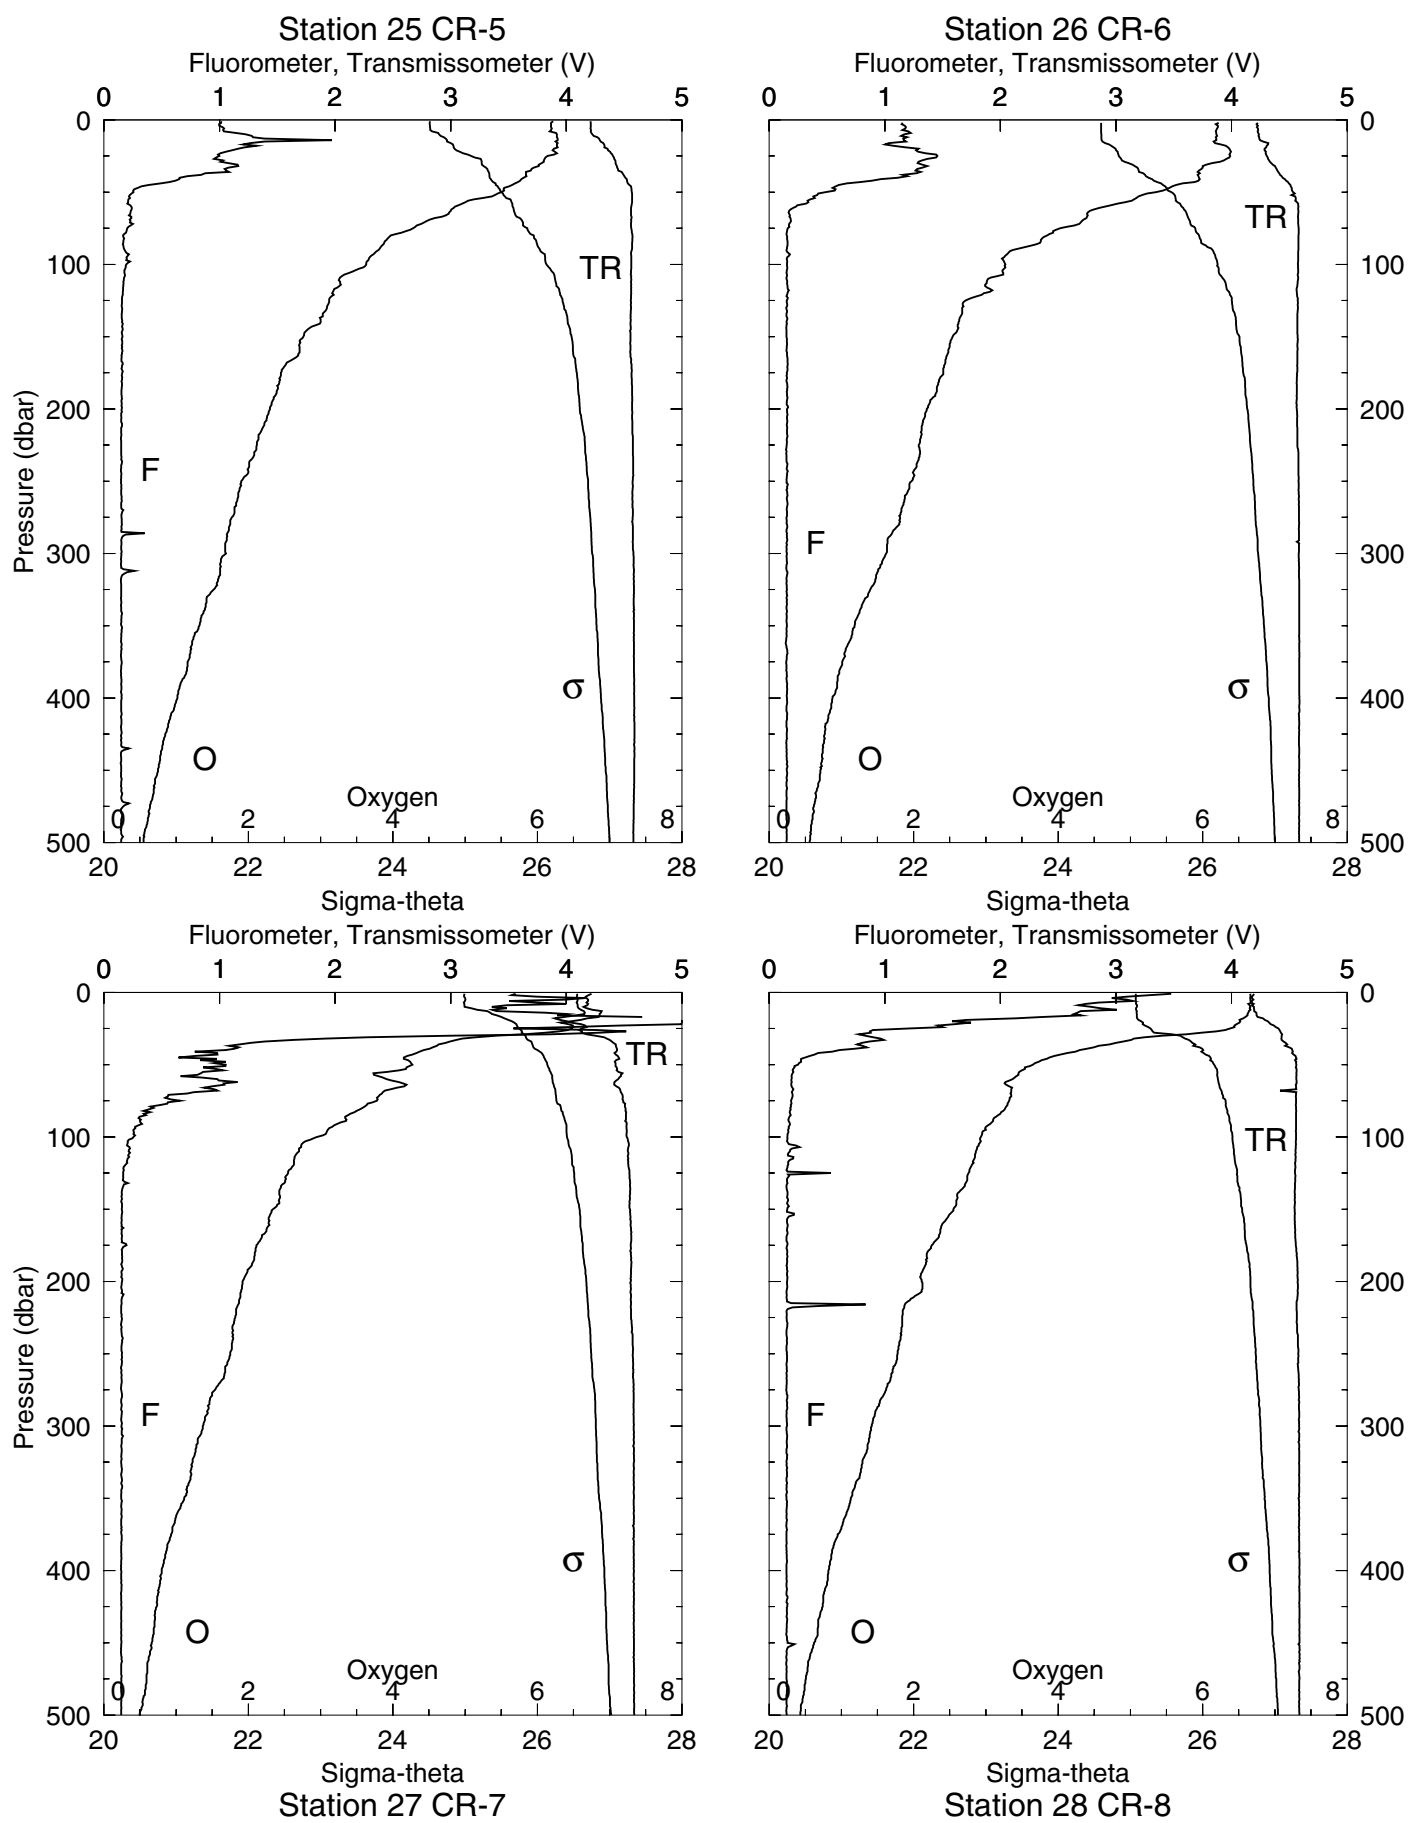 Station 25 CR-5
Fluorometer, Transmissometer (V)
0 1 2 3 4 5
0
100
200
300
400
500
Pressure (dbar)
TR
F
σ
O
Oxygen
0 2 4 6 8
20 22 24 26 28
Sigma-theta
Station 26 CR-6
Fluorometer, Transmissometer (V)
0 1 2 3 4 5
0
100
200
300
400
500
TR
F
σ
O
Oxygen
0 2 4 6 8
20 22 24 26 28
Sigma-theta
Fluorometer, Transmissometer (V)
0 1 2 3 4 5
0
100
200
300
400
500
Pressure (dbar)
TR
F
σ
O
Oxygen
0 2 4 6 8
20 22 24 26 28
Sigma-theta
Station 27 CR-7
Fluorometer, Transmissometer (V)
0 1 2 3 4 5
0
100
200
300
400
500
TR
F
σ
O
Oxygen
0 2 4 6 8
20 22 24 26 28
Sigma-theta
Station 28 CR-8